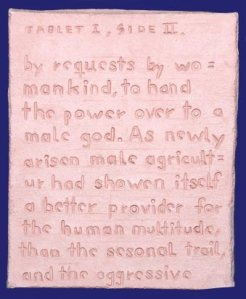 TABLET I, SIDE II.
by requests by wo=
mankind, to hand
the power over to a
male god. As newly
arisen male agricult=
ur had showen itself
a better provider for
the human multitude,
than the sesonal trail,
and the aggressive